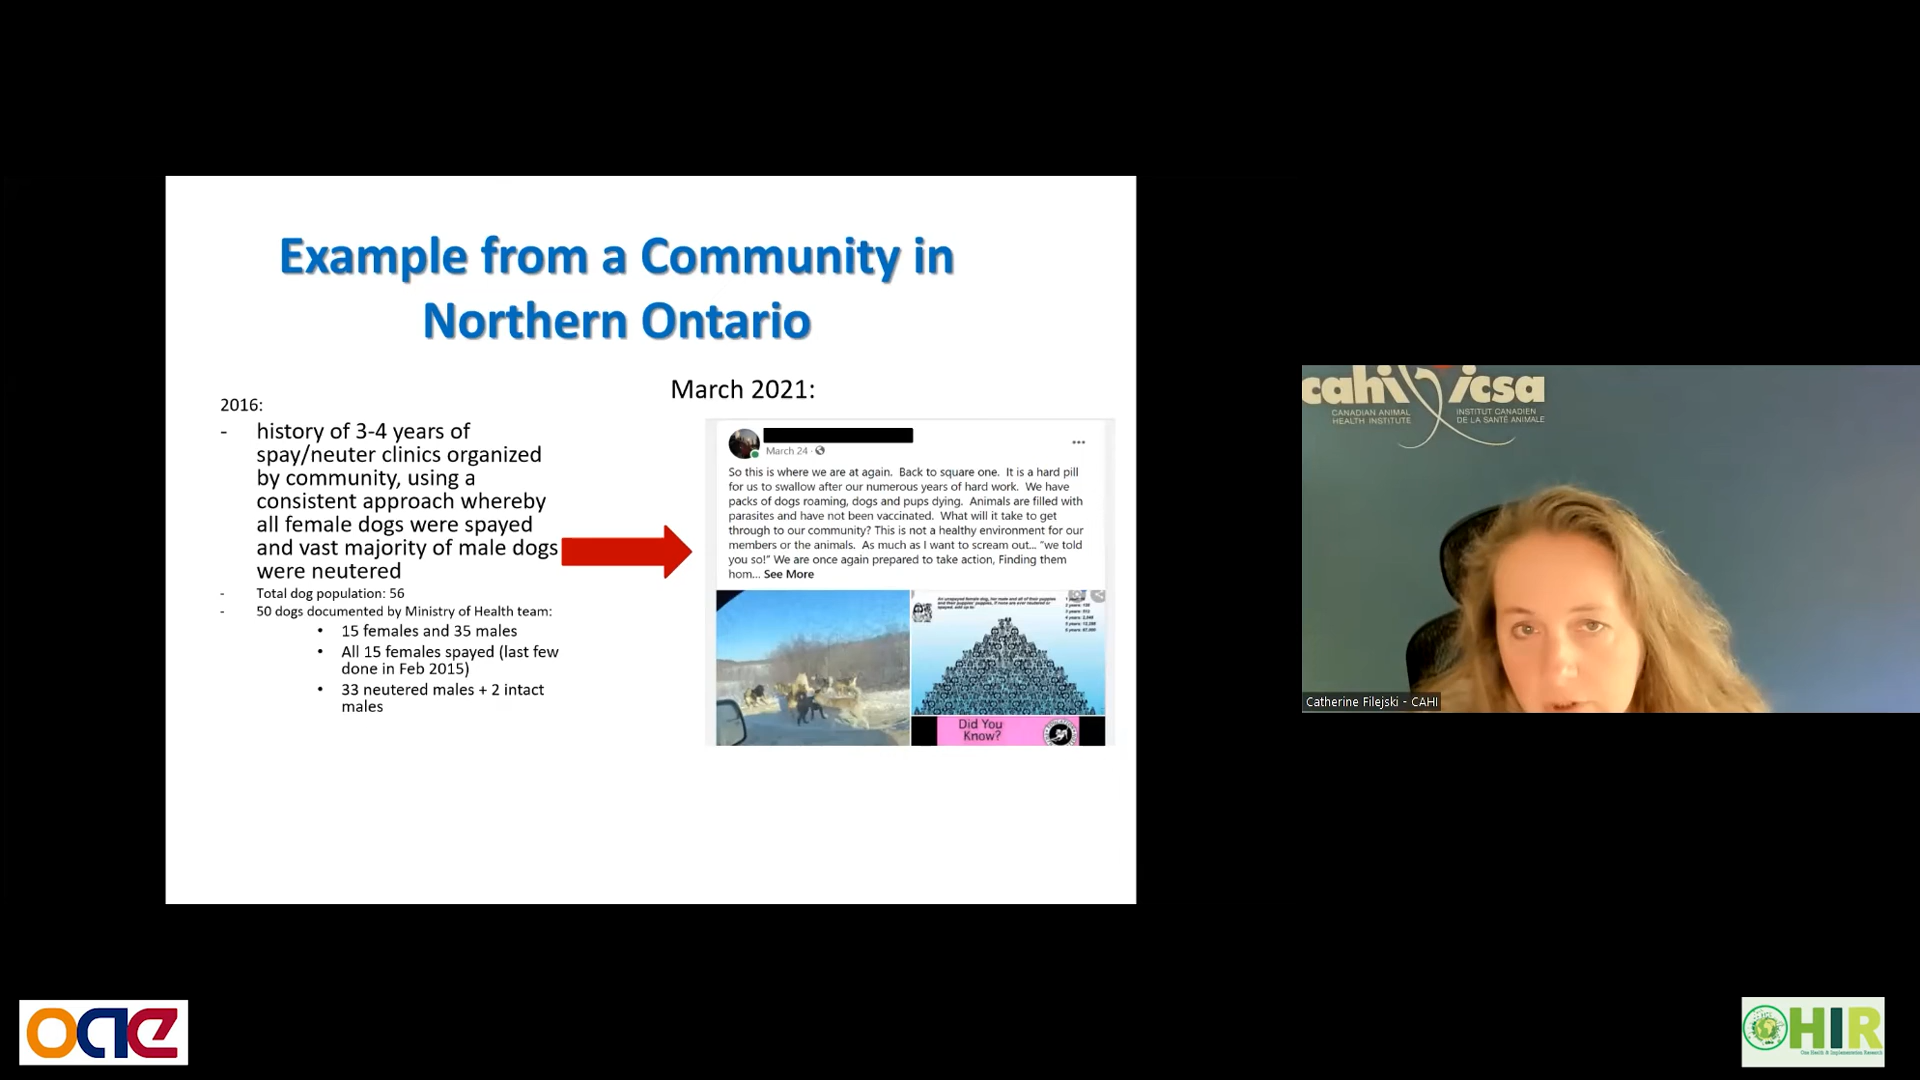 Example from a Community in
Northern Ontario
2016:
- history of 3-4 years of
spay/neuter clinics organized
by community, using a
consistent approach whereby
all female dogs were spayed
and vast majority of male dogs
were neutered
- Total dog population: 56
- 50 dogs documented by Ministry of Health team:
• 15 females and 35 males
• All 15 females spayed (last few
done in Feb 2015)
• 33 neutered males + 2 intact
males
March 2021:
March 24 ·
So this is where we are at again. Back to square one. It is a hard pill
for us to swallow after our numerous years of hard work. We have
packs of dogs roaming, dogs and pups dying. Animals are filled with
parasites and have not been vaccinated. What will it take to get
through to our community? This is not a healthy environment for our
members or the animals. As much as I want to scream out... "we told
you so!" We are once again prepared to take action, Finding them
hom... See More
Did You
Know?
cahi icsa
CANADIAN ANIMAL
HEALTH INSTITUTE
INSTITUT CANADIEN
DE LA SANTÉ ANIMALE
Catherine Filejski - CAHI
oae
OHIR
One Health & Implementation Research